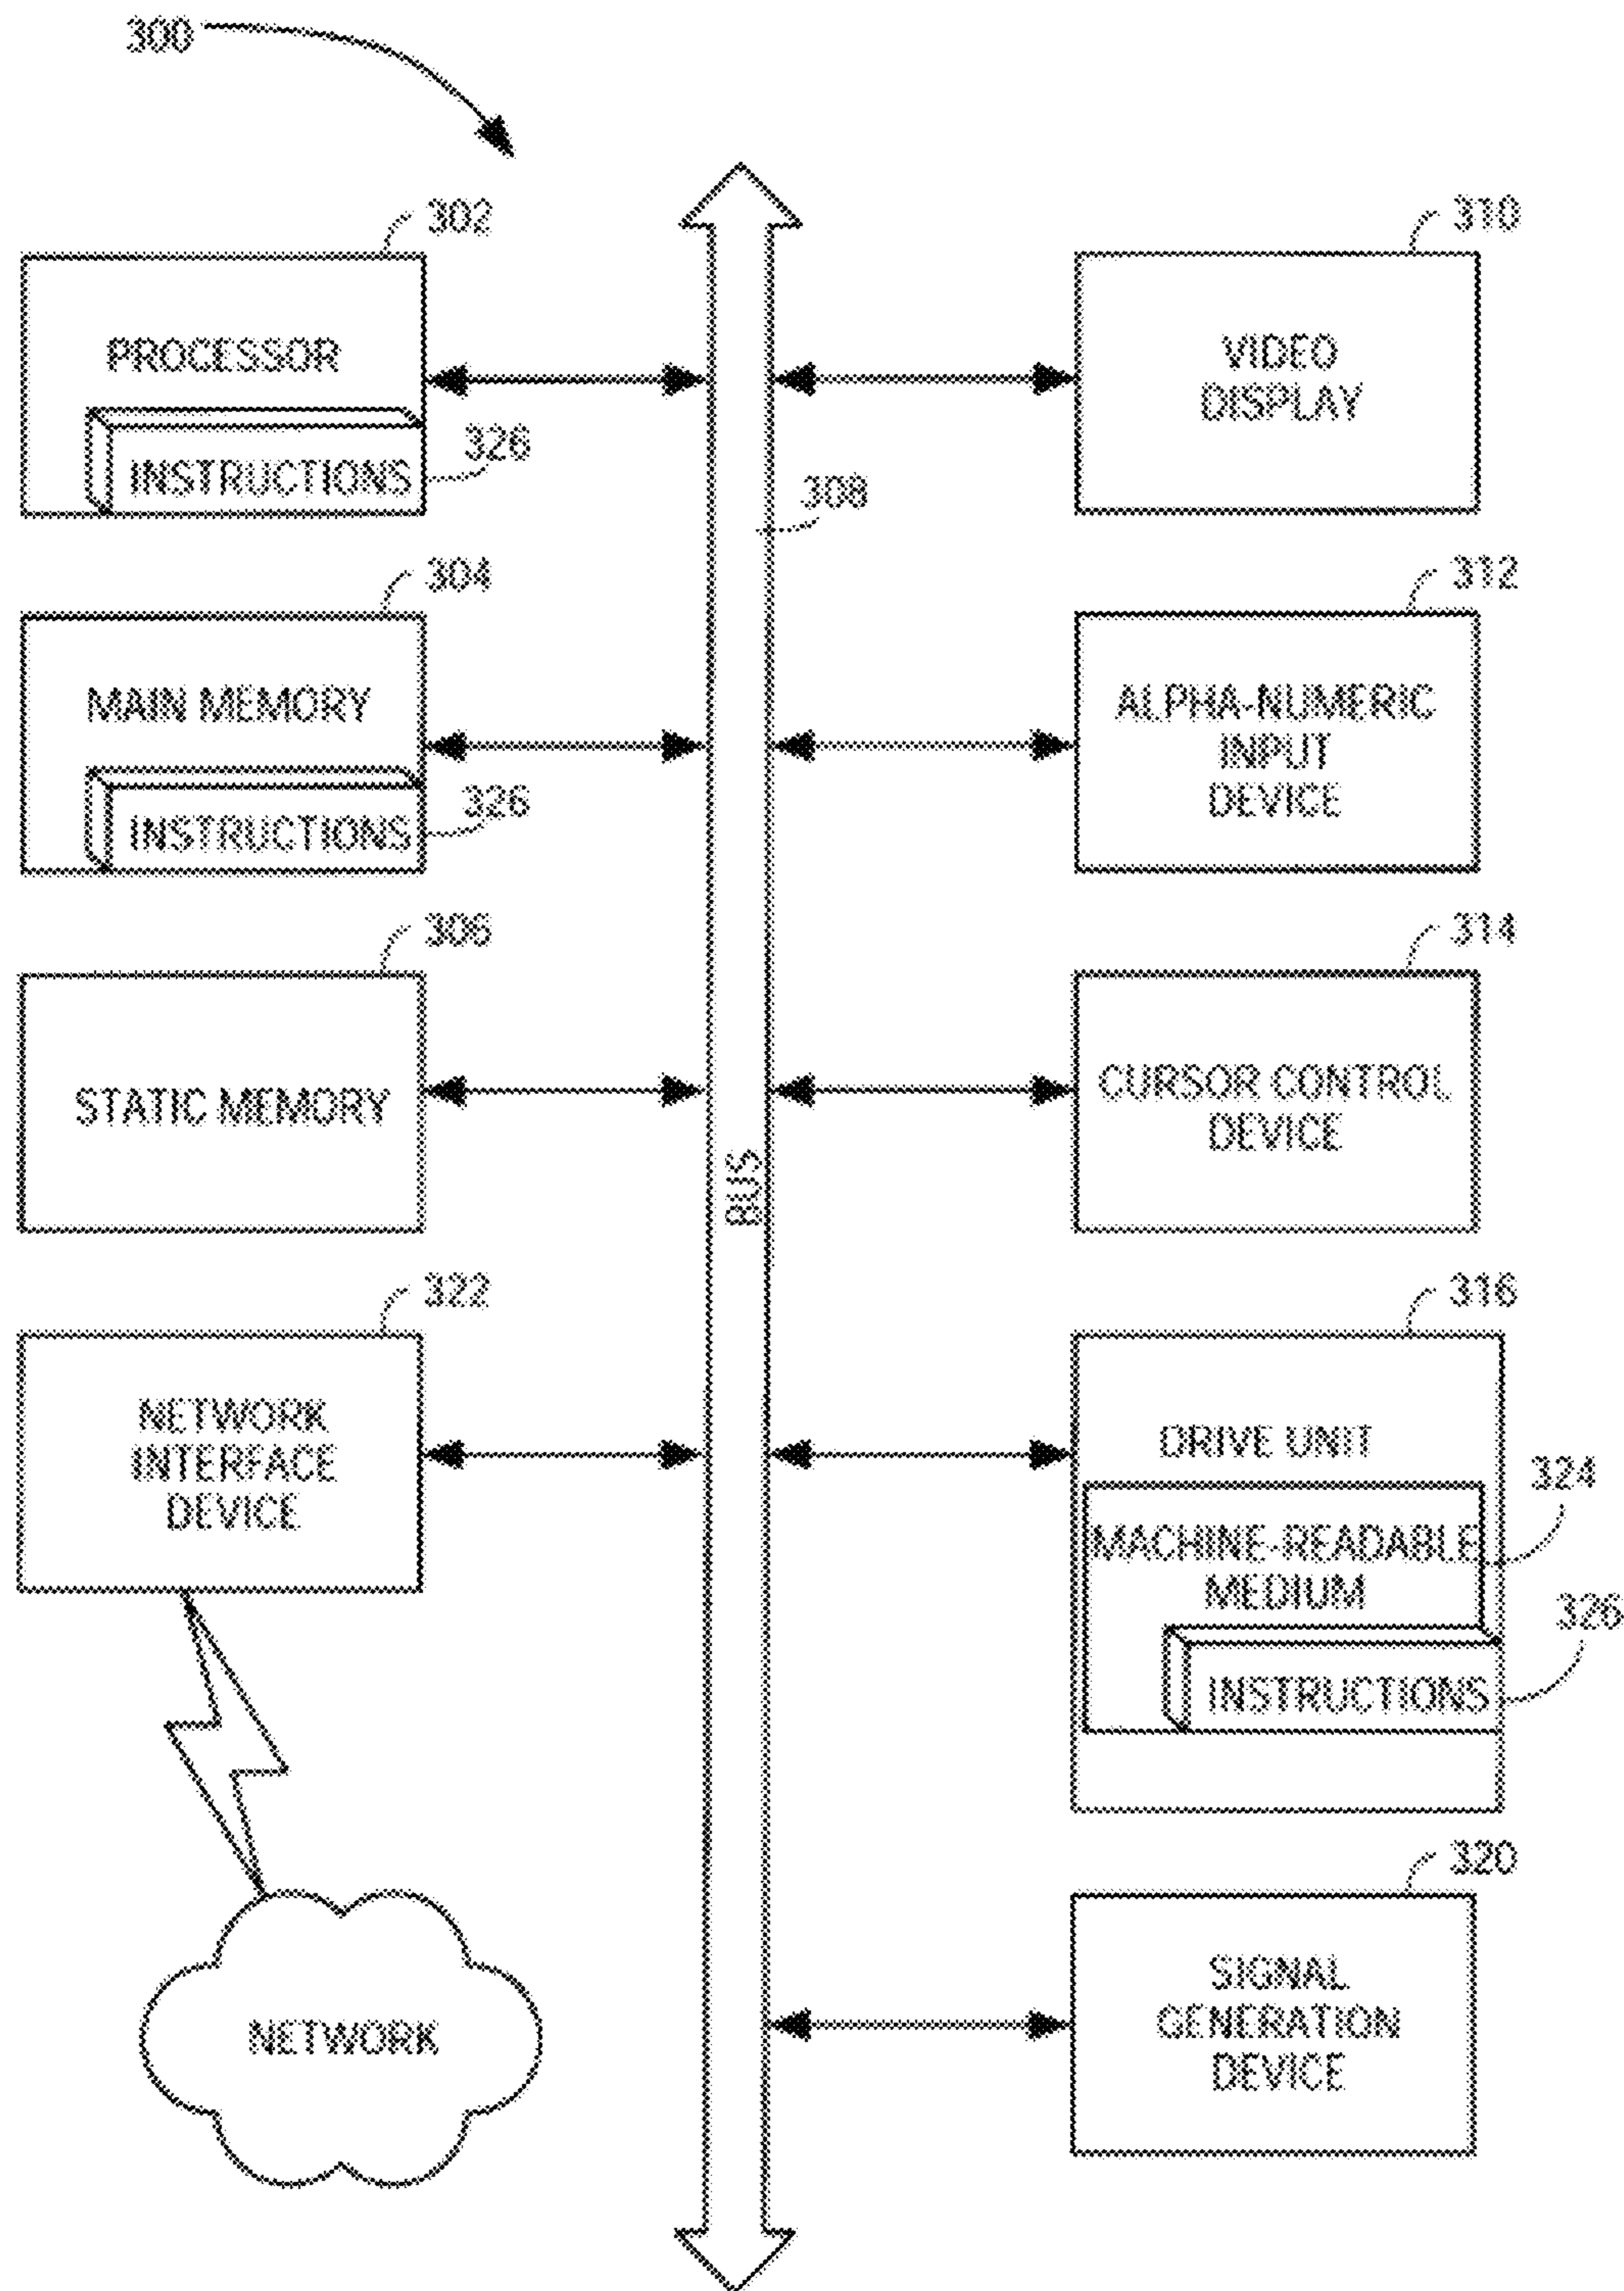 300
302
PROCESSOR
INSTRUCTIONS
326
304
MAIN MEMORY
INSTRUCTIONS
326
306
STATIC MEMORY
322
NETWORK
INTERFACE
DEVICE
NETWORK
308
BUS
310
VIDEO
DISPLAY
312
ALPHA-NUMERIC
INPUT
DEVICE
314
CURSOR CONTROL
DEVICE
316
DRIVE UNIT
324
MACHINE-READABLE
MEDIUM
326
INSTRUCTIONS
320
SIGNAL
GENERATION
DEVICE